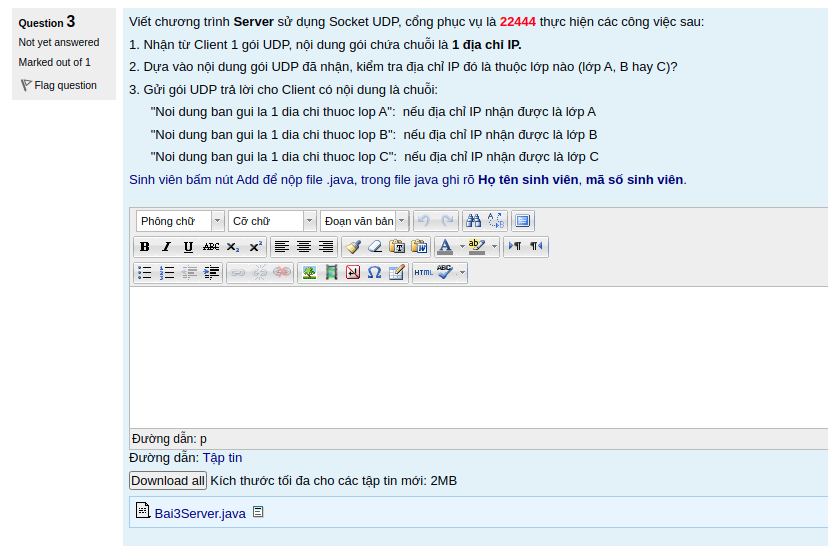 Question 3
Not yet answered
Marked out of 1
Flag question
Viết chương trình Server sử dụng Socket UDP, cổng phục vụ là 22444 thực hiện các công việc sau:
1. Nhận từ Client 1 gói UDP, nội dung gói chứa chuỗi là 1 địa chỉ IP.
2. Dựa vào nội dung gói UDP đã nhận, kiểm tra địa chỉ IP đó là thuộc lớp nào (lớp A, B hay C)?
3. Gửi gói UDP trả lời cho Client có nội dung là chuỗi:
"Noi dung ban gui la 1 dia chi thuoc lop A": nếu địa chỉ IP nhận được là lớp A
"Noi dung ban gui la 1 dia chi thuoc lop B": nếu địa chỉ IP nhận được là lớp B
"Noi dung ban gui la 1 dia chi thuoc lop C": nếu địa chỉ IP nhận được là lớp C
Sinh viên bấm nút Add để nộp file .java, trong file java ghi rõ Họ tên sinh viên, mã số sinh viên.
Phông chữ Cỡ chữ Đoạn văn bản
B I U ABC x₂ x² A ab
Ω HTML ABC
Đường dẫn: p
Đường dẫn: Tập tin
Download all Kích thước tối đa cho các tập tin mới: 2MB
Bai3Server.java